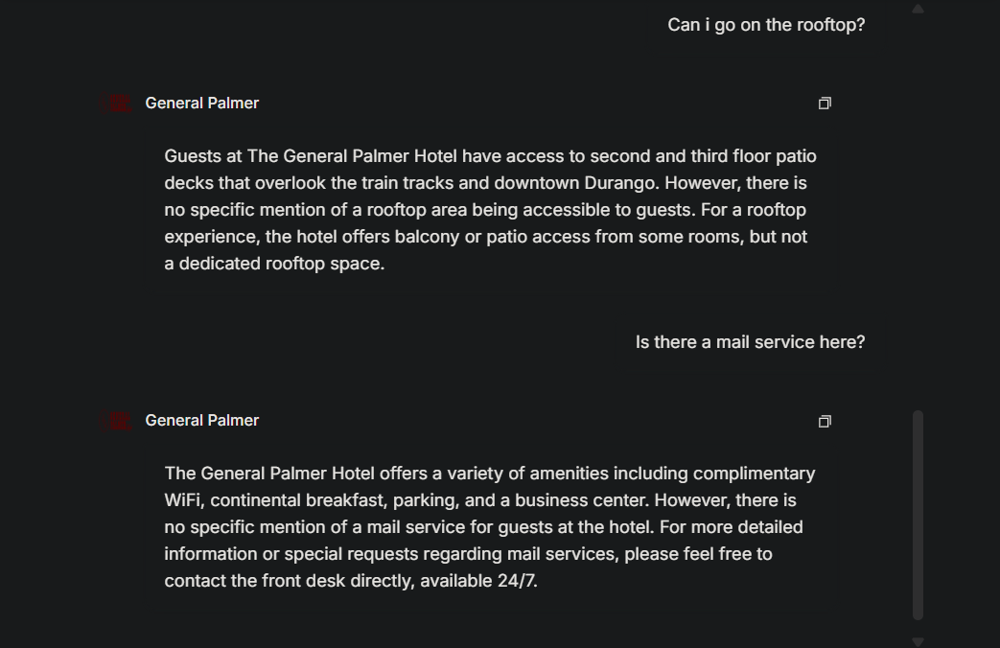 Can i go on the rooftop?
General Palmer
Guests at The General Palmer Hotel have access to second and third floor patio
decks that overlook the train tracks and downtown Durango. However, there is
no specific mention of a rooftop area being accessible to guests. For a rooftop
experience, the hotel offers balcony or patio access from some rooms, but not
a dedicated rooftop space.
Is there a mail service here?
General Palmer
The General Palmer Hotel offers a variety of amenities including complimentary
WiFi, continental breakfast, parking, and a business center. However, there is
no specific mention of a mail service for guests at the hotel. For more detailed
information or special requests regarding mail services, please feel free to
contact the front desk directly, available 24/7.